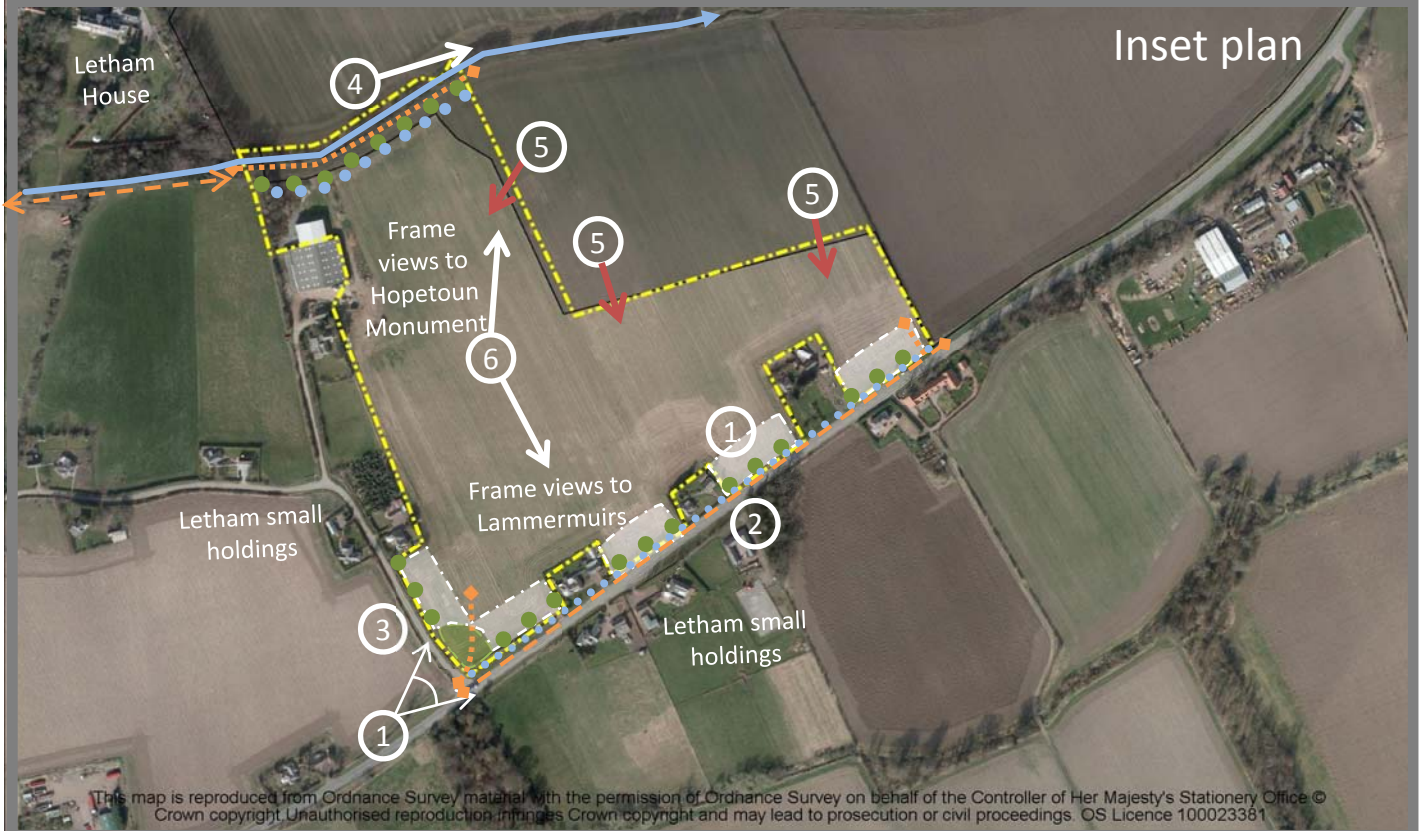 Inset plan
Letham
House
4
5
5
5
Frame
views to
Hopetoun
Monument
6
1
Frame views to
Lammermuirs
2
Letham small
holdings
3
Letham small
holdings
1
This map is reproduced from Ordnance Survey material with the permission of Ordnance Survey on behalf of the Controller of Her Majesty's Stationery Office ©
Crown copyright Unauthorised reproduction infringes Crown copyright and may lead to prosecution or civil proceedings. OS Licence 100023381